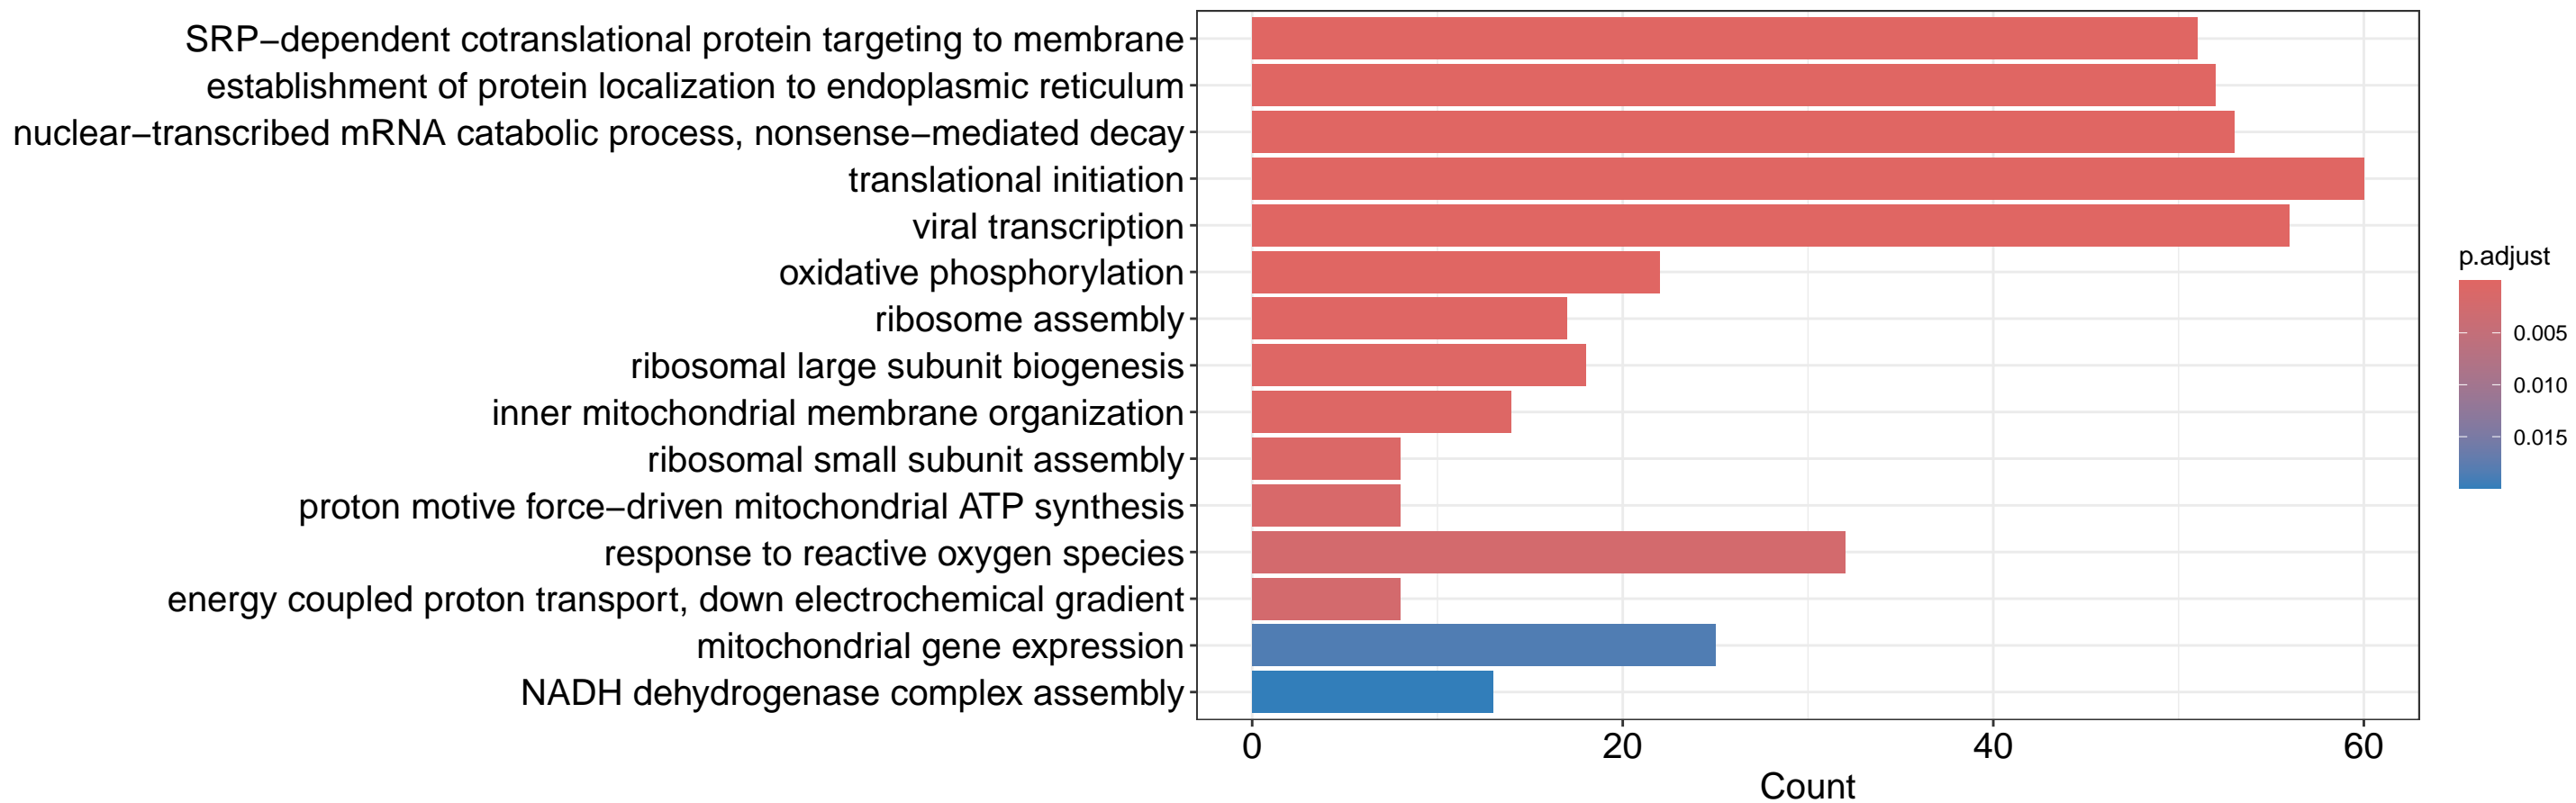 SRP−dependent cotranslational protein targeting to membrane
establishment of protein localization to endoplasmic reticulum
nuclear−transcribed mRNA catabolic process, nonsense−mediated decay
translational initiation
viral transcription
oxidative phosphorylation
ribosome assembly
ribosomal large subunit biogenesis
inner mitochondrial membrane organization
ribosomal small subunit assembly
proton motive force−driven mitochondrial ATP synthesis
response to reactive oxygen species
energy coupled proton transport, down electrochemical gradient
mitochondrial gene expression
NADH dehydrogenase complex assembly
0 20 40 60
Count
p.adjust
0.005
0.010
0.015